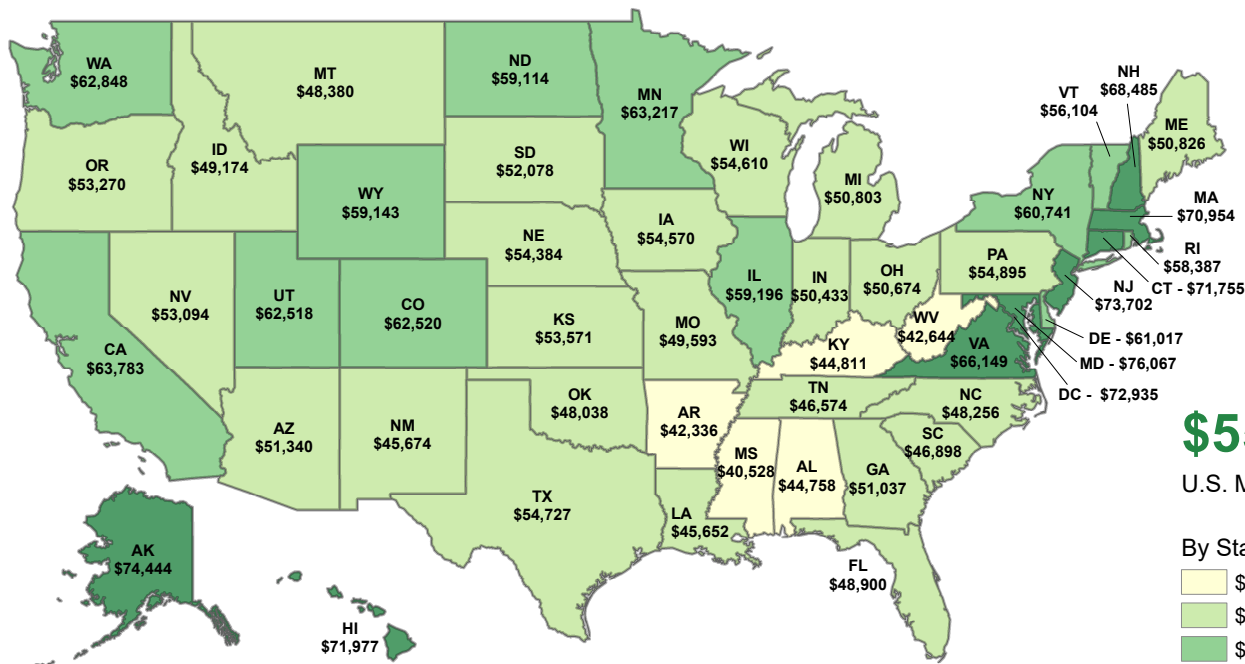 WA
$62,848
MT
$48,380
ND
$59,114
MN
$63,217
NH
$68,485
VT
$56,104
ME
$50,826
OR
$53,270
ID
$49,174
SD
$52,078
WI
$54,610
MI
$50,803
NY
$60,741
MA
$70,954
WY
$59,143
IA
$54,570
NE
$54,384
PA
$54,895
RI
$58,387
CT - $71,755
NJ
$73,702
NV
$53,094
UT
$62,518
CO
$62,520
IL
$59,196
IN
$50,433
OH
$50,674
WV
$42,644
DE - $61,017
MD - $76,067
DC - $72,935
CA
$63,783
KS
$53,571
MO
$49,593
KY
$44,811
VA
$66,149
AZ
$51,340
NM
$45,674
OK
$48,038
AR
$42,336
TN
$46,574
NC
$48,256
SC
$46,898
MS
$40,528
AL
$44,758
GA
$51,037
TX
$54,727
LA
$45,652
FL
$48,900
AK
$74,444
HI
$71,977
U.S. M
By Sta
$
$
$